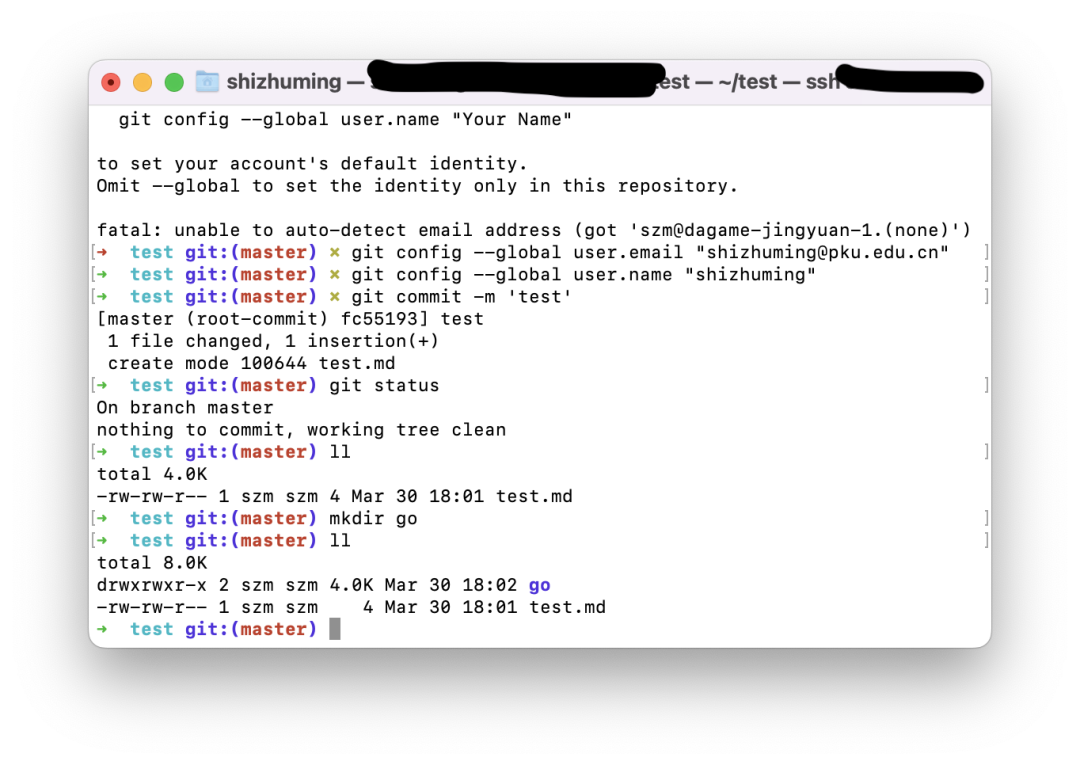 shizhuming — est — ~/test — ssh
git config --global user.name "Your Name"
to set your account's default identity.
Omit --global to set the identity only in this repository.
fatal: unable to auto-detect email address (got 'szm@dagame-jingyuan-1.(none)')
[➜ test git:(master) × git config --global user.email "shizhuming@pku.edu.cn" ]
[➜ test git:(master) × git config --global user.name "shizhuming" ]
[➜ test git:(master) × git commit -m 'test' ]
[master (root-commit) fc55193] test
1 file changed, 1 insertion(+)
create mode 100644 test.md
[➜ test git:(master) git status ]
On branch master
nothing to commit, working tree clean
[➜ test git:(master) ll ]
total 4.0K
-rw-rw-r-- 1 szm szm 4 Mar 30 18:01 test.md
[➜ test git:(master) mkdir go ]
[➜ test git:(master) ll ]
total 8.0K
drwxrwxr-x 2 szm szm 4.0K Mar 30 18:02 go
-rw-rw-r-- 1 szm szm    4 Mar 30 18:01 test.md
➜ test git:(master)